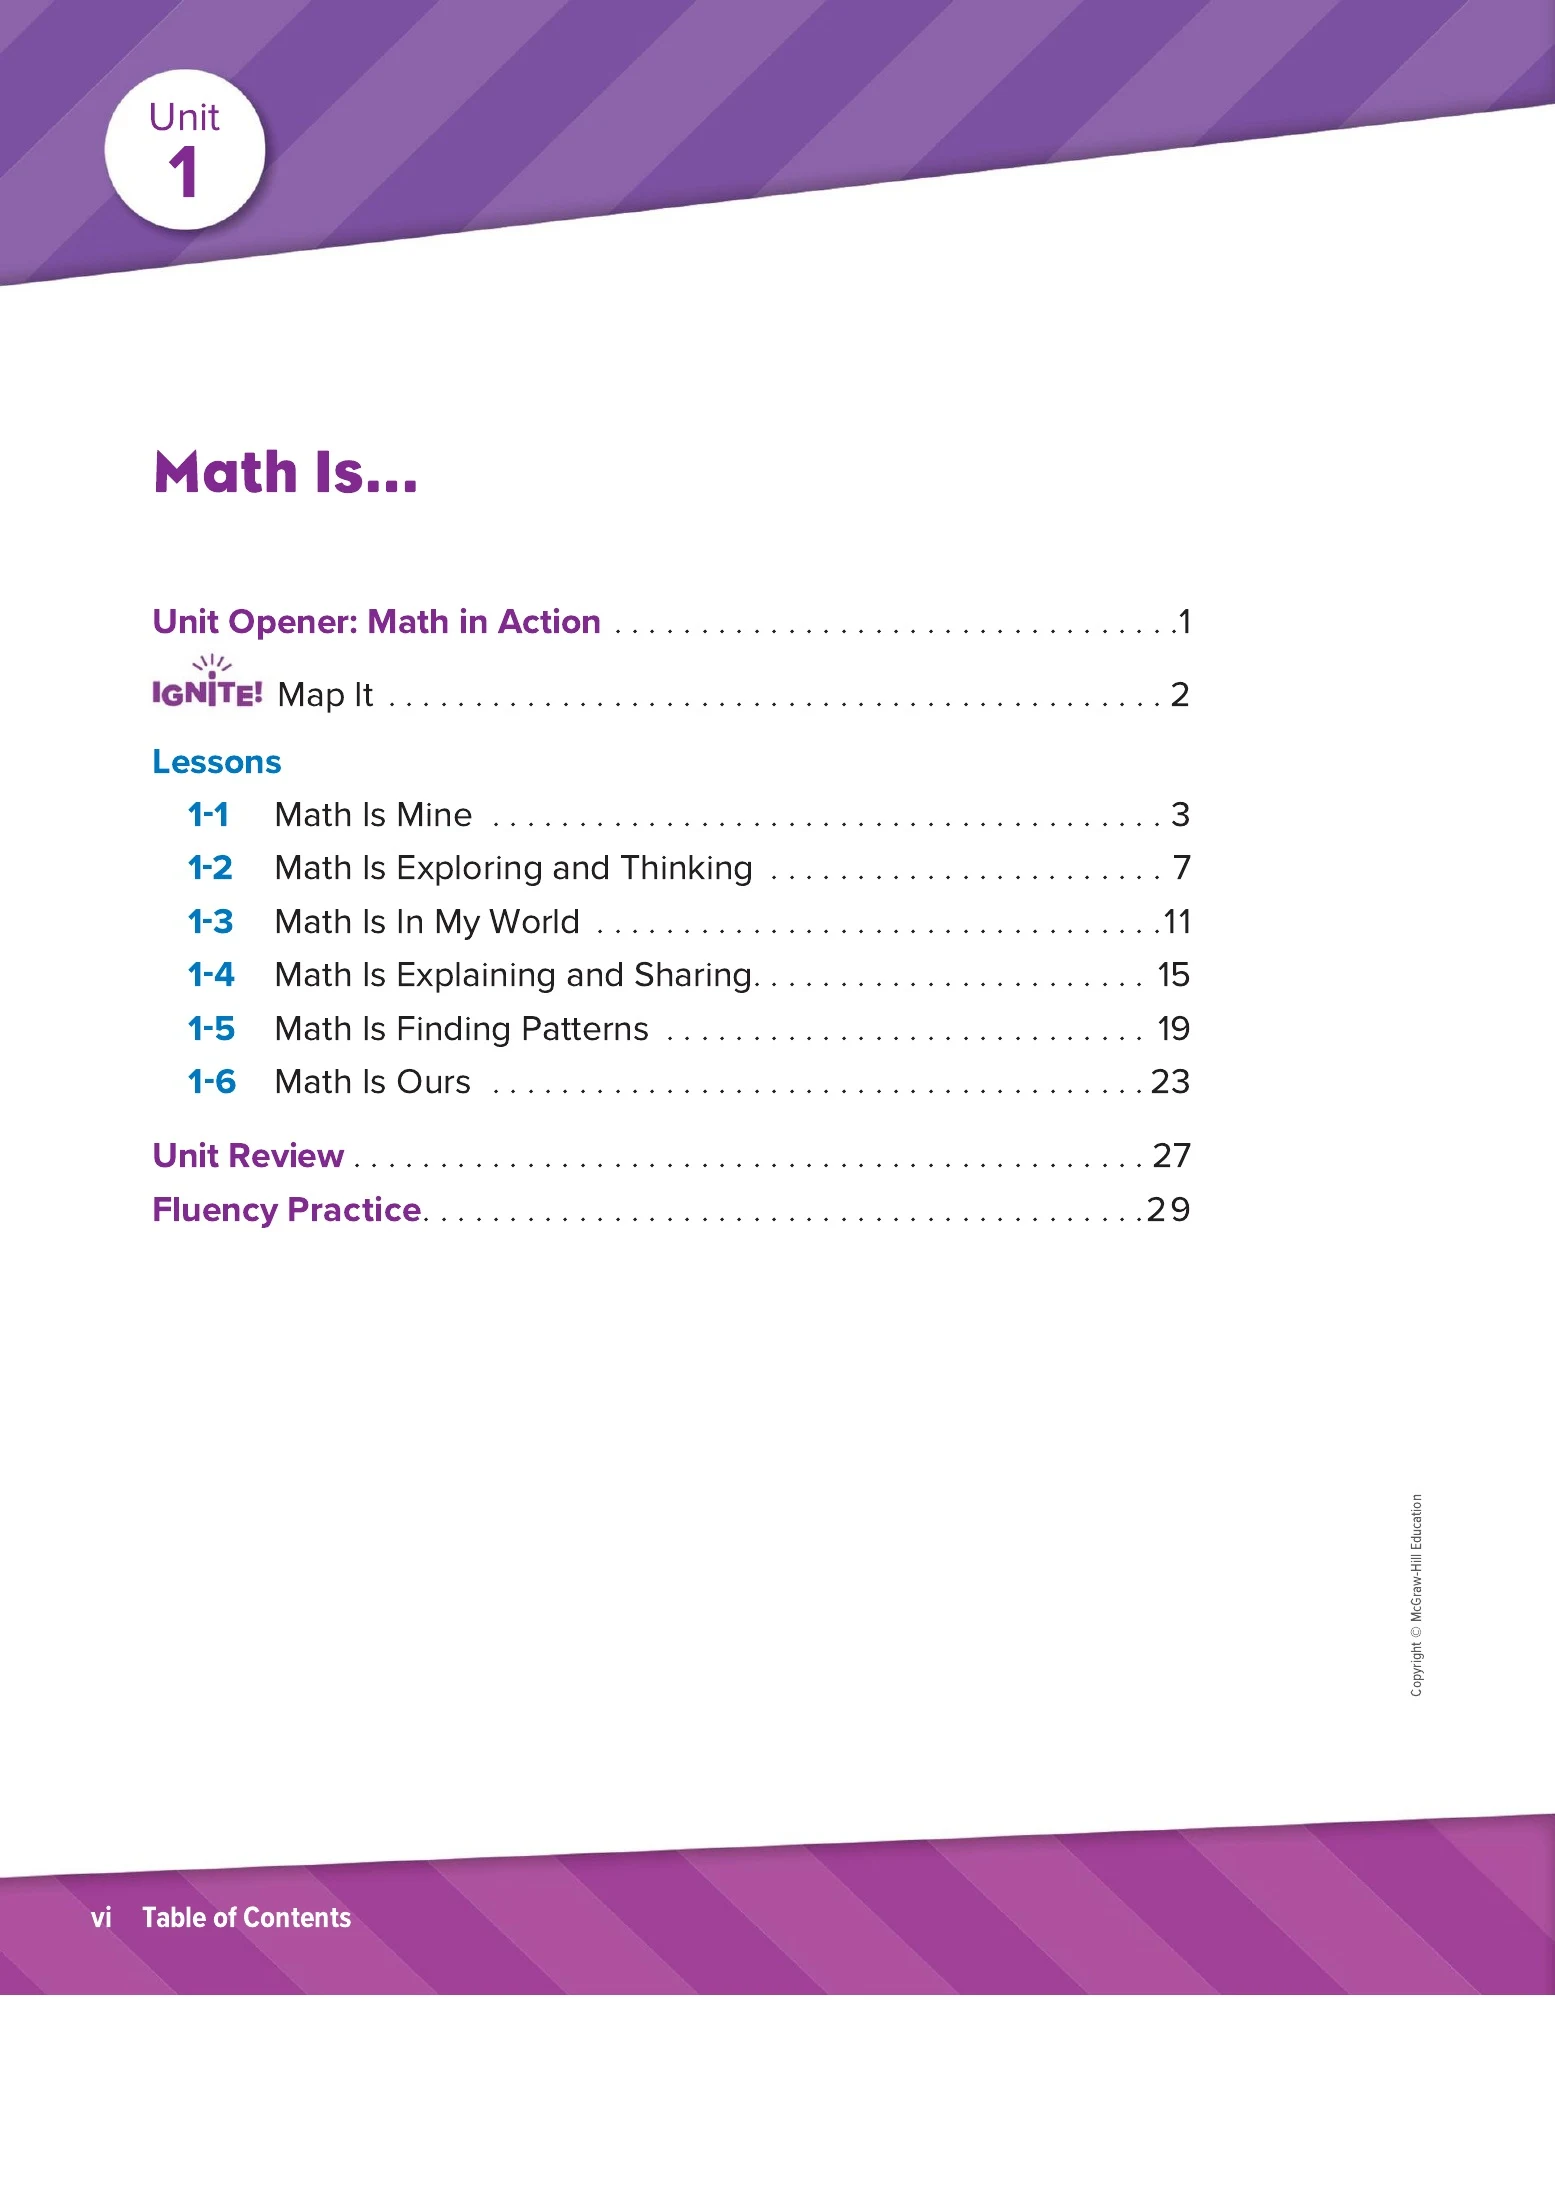 Unit
1
Math Is...
Unit Opener: Math in Action . . . . . . . . . . . . . . . . . . . . . . . . . . . . . . . . .1
IGNITE! Map It . . . . . . . . . . . . . . . . . . . . . . . . . . . . . . . . . . . . . . . . . . . . . 2
Lessons
1-1 Math Is Mine . . . . . . . . . . . . . . . . . . . . . . . . . . . . . . . . . . . . . . . 3
1-2 Math Is Exploring and Thinking . . . . . . . . . . . . . . . . . . . . . . . 7
1-3 Math Is In My World . . . . . . . . . . . . . . . . . . . . . . . . . . . . . . . . .11
1-4 Math Is Explaining and Sharing. . . . . . . . . . . . . . . . . . . . . . . 15
1-5 Math Is Finding Patterns . . . . . . . . . . . . . . . . . . . . . . . . . . . . 19
1-6 Math Is Ours . . . . . . . . . . . . . . . . . . . . . . . . . . . . . . . . . . . . . . 23
Unit Review . . . . . . . . . . . . . . . . . . . . . . . . . . . . . . . . . . . . . . . . . . . . . . 27
Fluency Practice. . . . . . . . . . . . . . . . . . . . . . . . . . . . . . . . . . . . . . . . . .29
Copyright © McGraw-Hill Education
vi Table of Contents